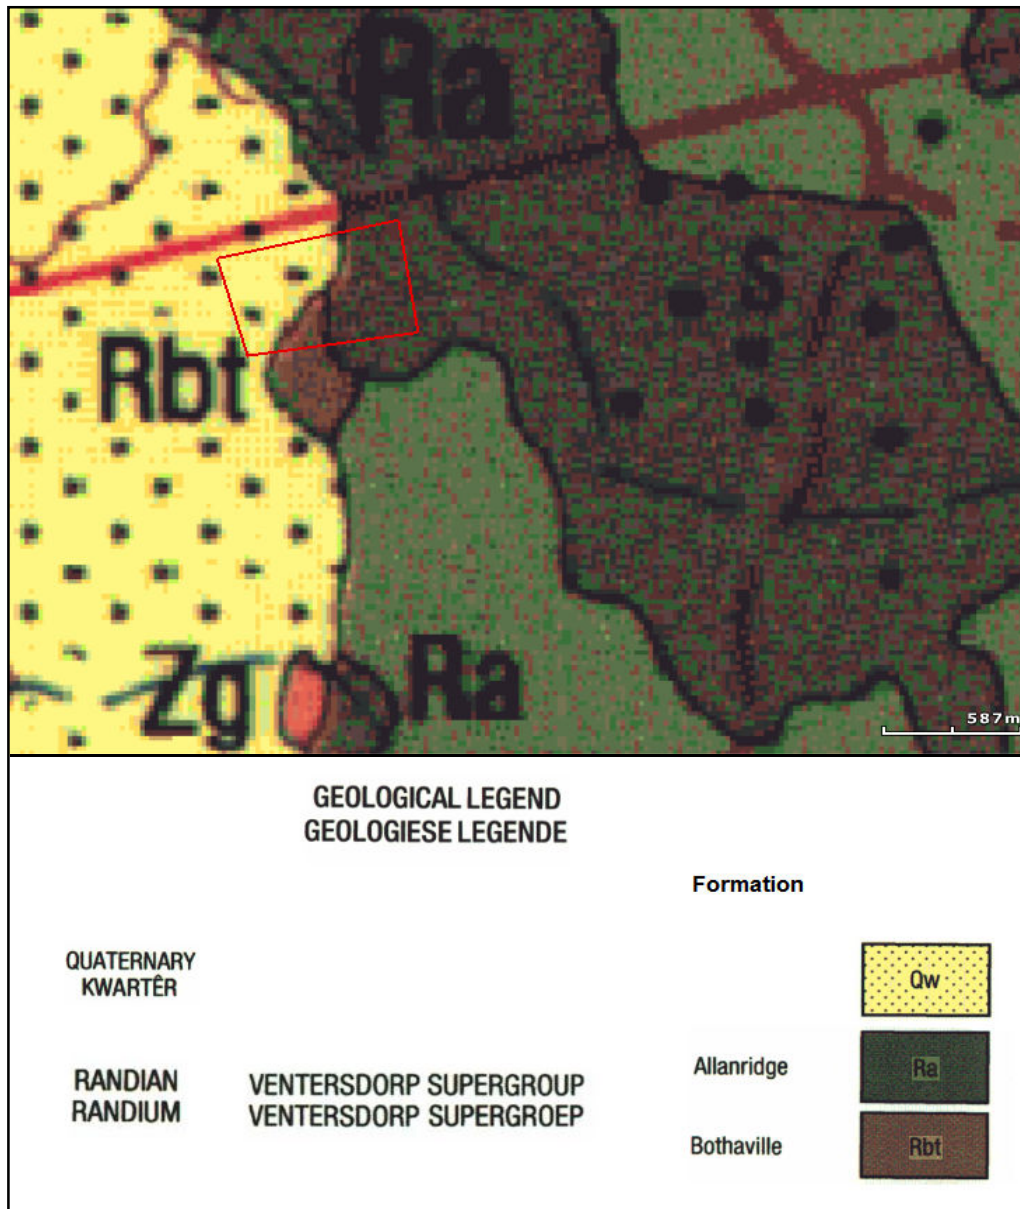 Ra
S
Rbt
Zg
Ra
587m
GEOLOGICAL LEGEND
GEOLOGIESE LEGENDE
Formation
QUATERNARY
KWARTÊR
Qw
RANDIAN
RANDIUM
VENTERSDORP SUPERGROUP
VENTERSDORP SUPERGROEP
Allanridge
Ra
Bothaville
Rbt